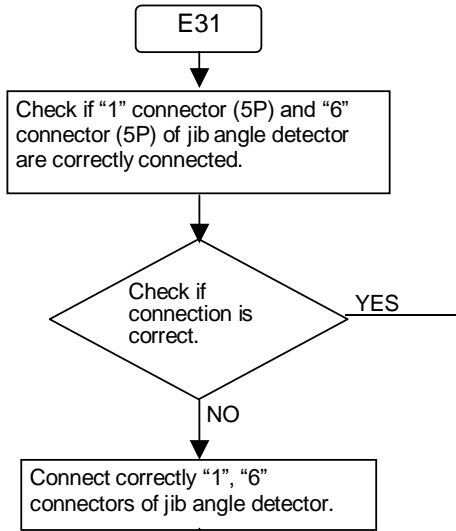 E31
Check if “1” connector (5P) and “6”
connector (5P) of jib angle detector
are correctly connected.
Check if
connection is
correct.
YES
NO
Connect correctly “1”, “6”
connectors of jib angle detector.